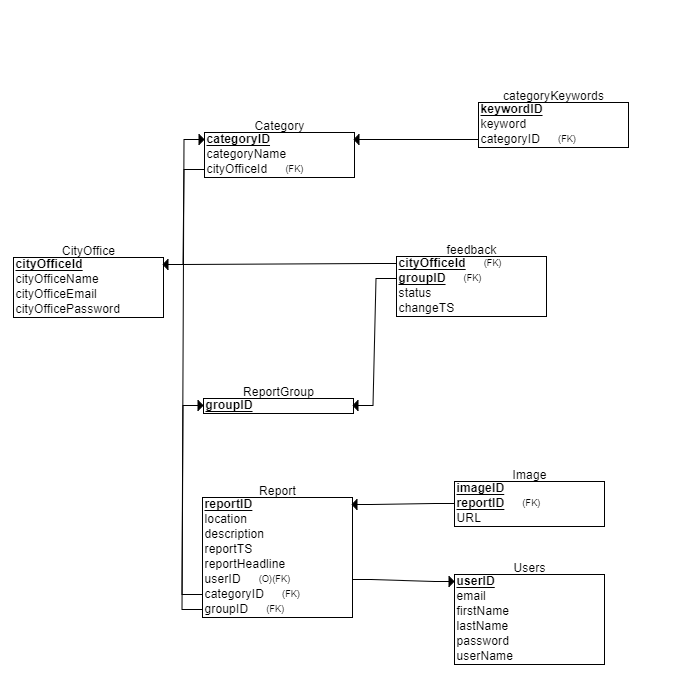 categoryKeywords
keywordID
keyword
categoryID (FK)
Category
categoryID
categoryName
cityOfficeId (FK)
CityOffice
cityOfficeId
cityOfficeName
cityOfficeEmail
cityOfficePassword
feedback
cityOfficeId (FK)
groupID (FK)
status
changeTS
ReportGroup
groupID
Report
reportID
location
description
reportTS
reportHeadline
userID (O)(FK)
categoryID (FK)
groupID (FK)
Image
imageID
reportID (FK)
URL
Users
userID
email
firstName
lastName
password
userName